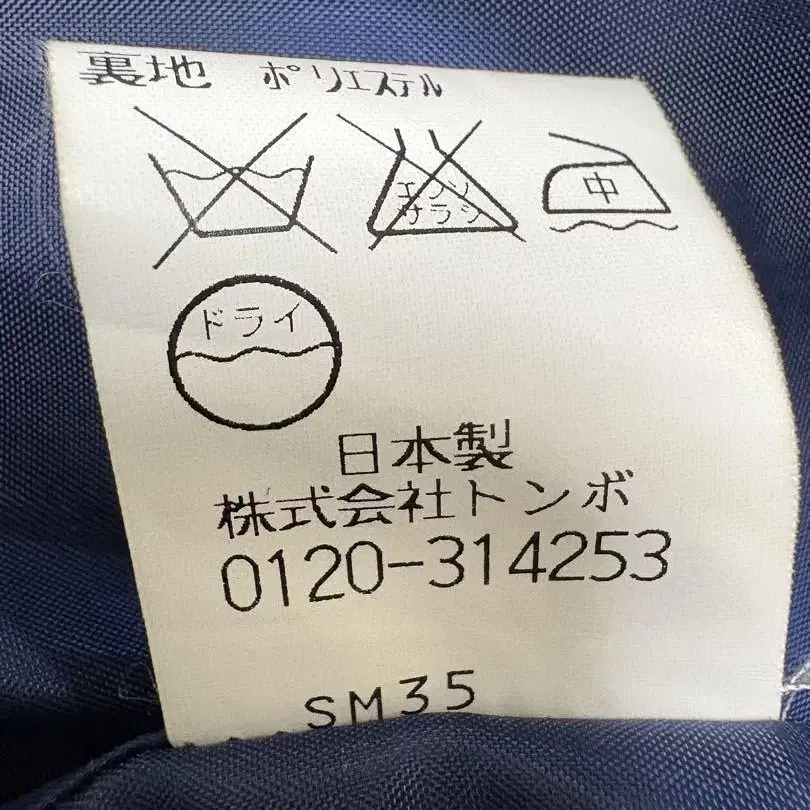 裏地 ポリエステル
エンソ
サラシ
中
ドライ
日本製
株式会社トンボ
0120-314253
SM35